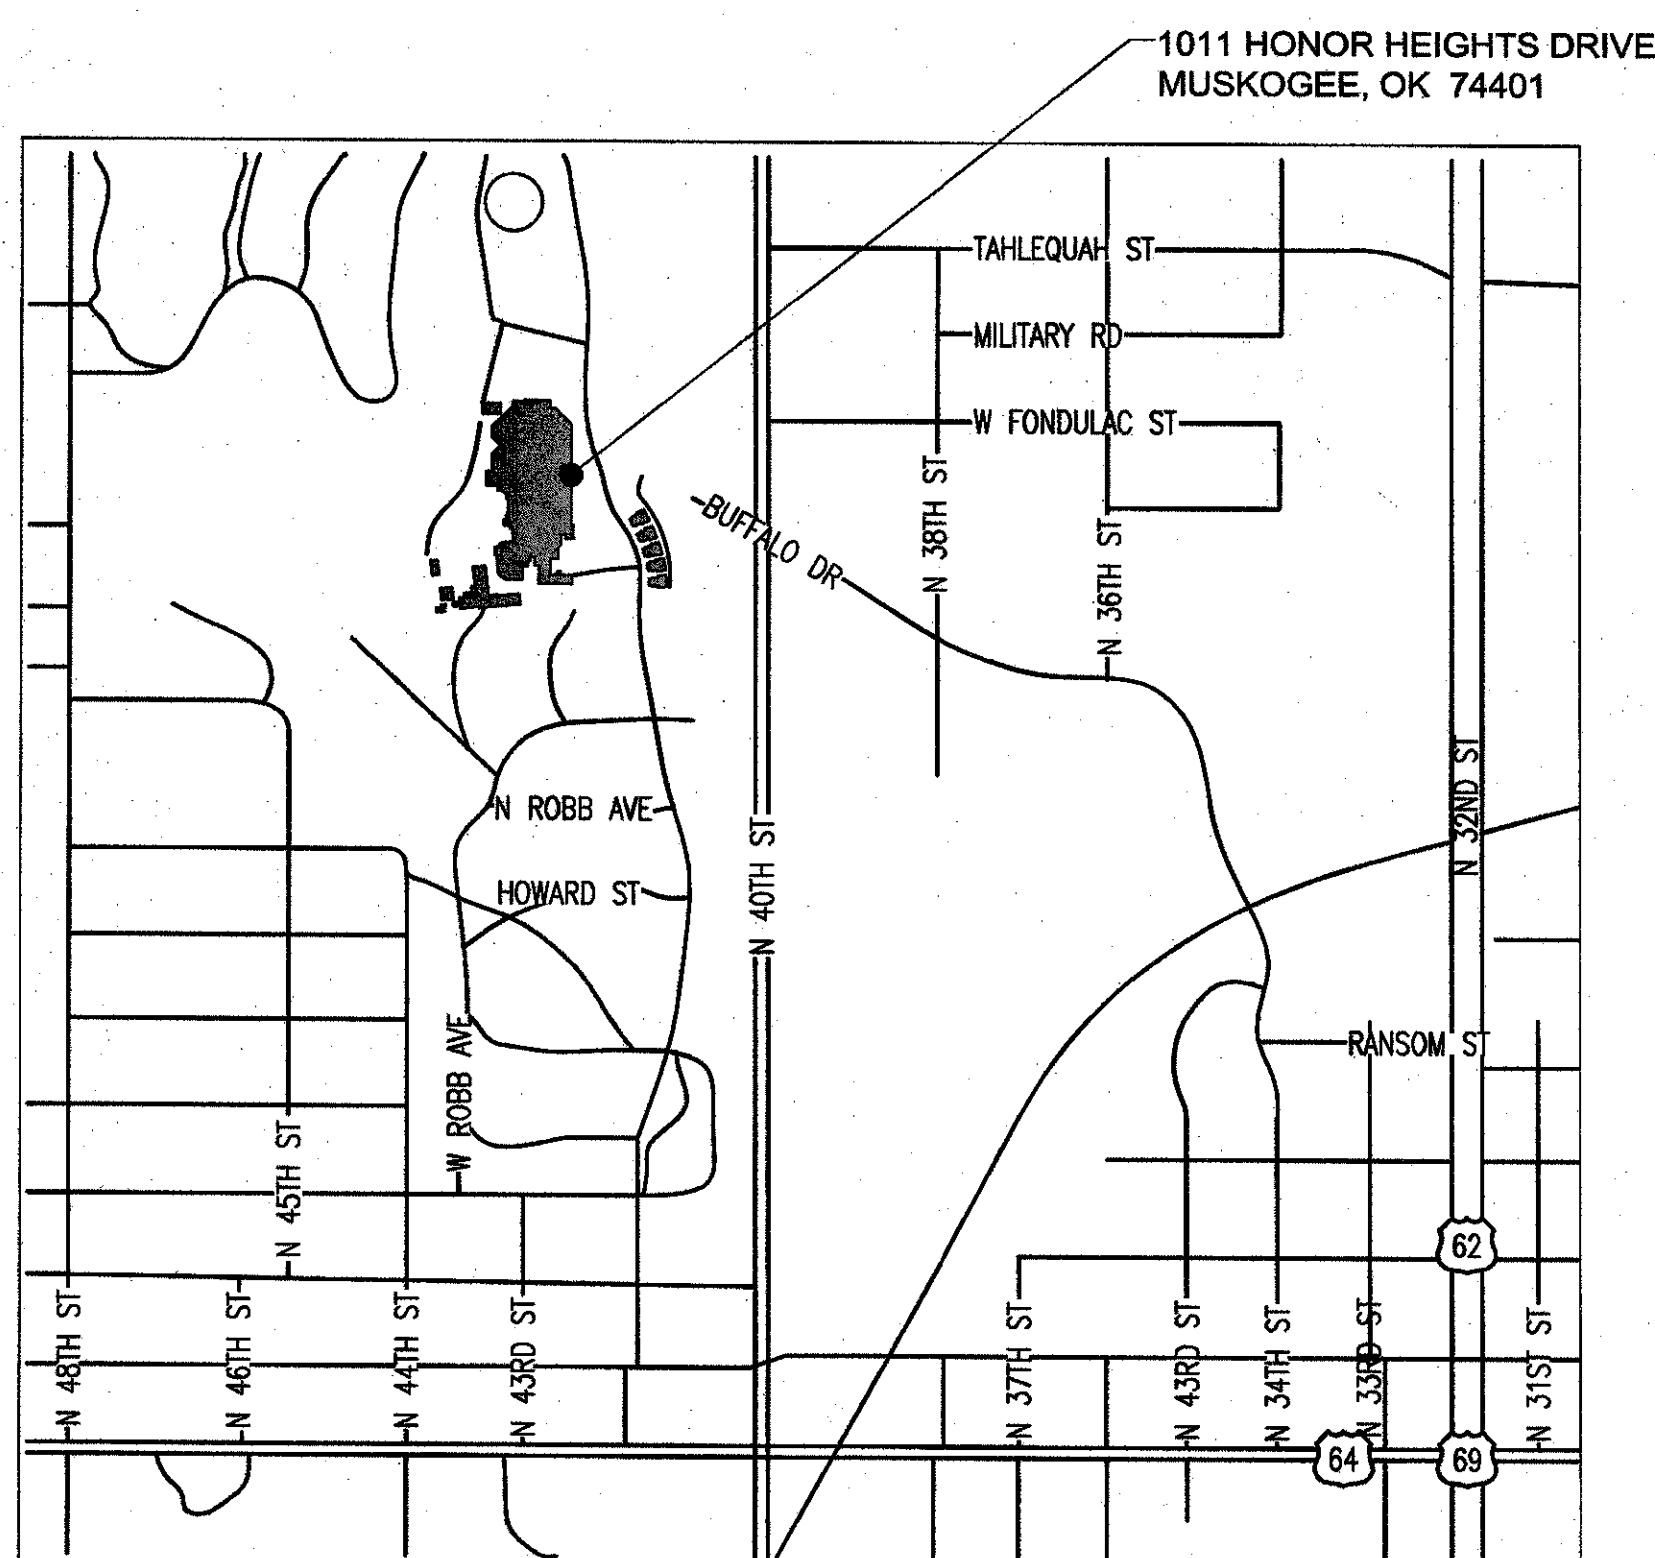 1011 HONOR HEIGHTS DRIVE
MUSKOGEE, OK 74401
TAHLEQUAH ST
MILITARY RD
W FONDULAC ST
BUFFALO DR
N 38TH ST
N 36TH ST
N 32ND ST
N ROBB AVE
N 40TH ST
HOWARD ST
W ROBB AVE
RANSOM ST
N 45TH ST
62
N 48TH ST
N 46TH ST
N 44TH ST
N 43RD ST
N 37TH ST
N 43RD ST
N 34TH ST
N 33RD ST
N 31ST ST
64
69